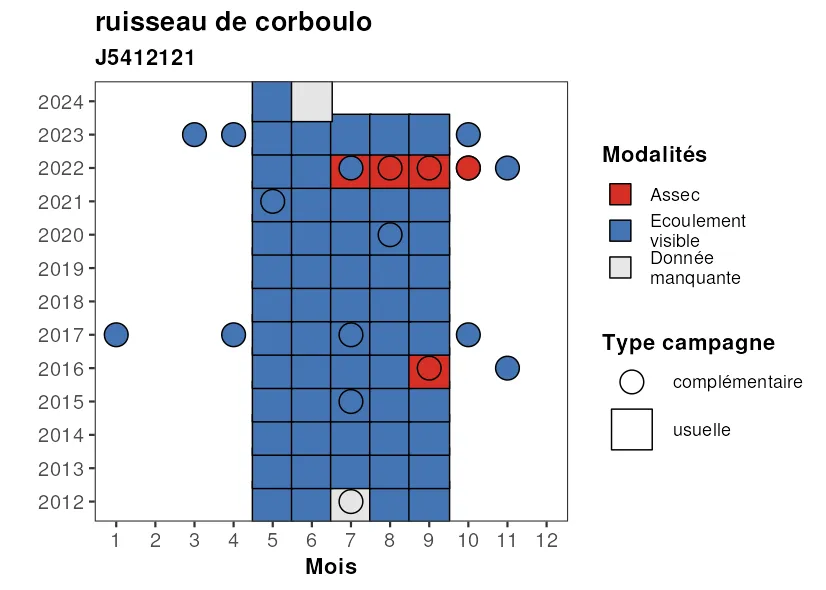 ruisseau de corboulo
J5412121
2024
2023
2022
2021
2020
2019
2018
2017
2016
2015
2014
2013
2012
1 2 3 4 5 6 7 8 9 10 11 12
Mois
Modalités
Assec
Ecoulement
visible
Donnée
manquante
Type campagne
complémentaire
usuelle